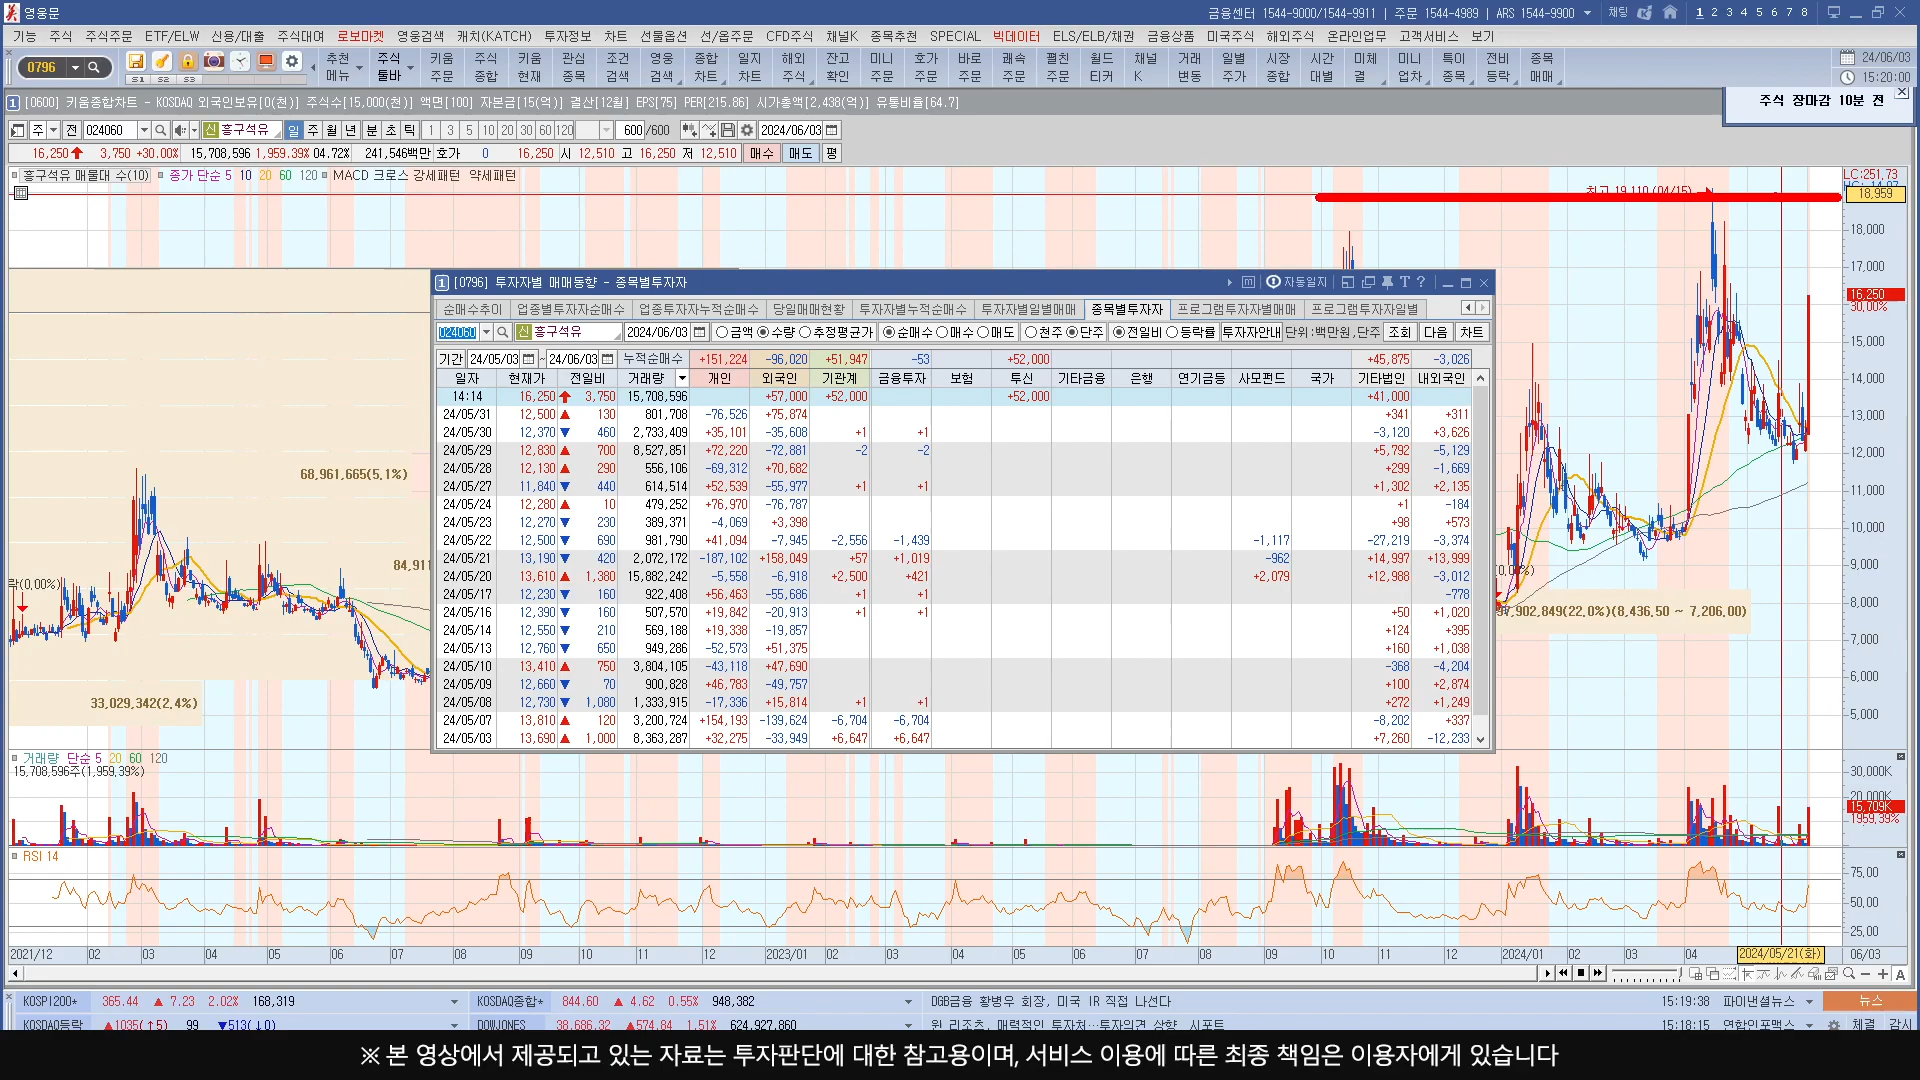 영웅문
금융센터 1544-9000/1544-9911 | 주문 1544-4989 | ARS 1544-9900 채팅 1 2 3 4 5 6 7 8
기능 주식 주식주문 ETF/ELW 신용/대출 주식대여 로보마켓 영웅검색 캐치(KATCH) 투자정보 차트 선물옵션 선/옵주문 CFD주식 채널K 종목추천 SPECIAL 빅데이터 ELS/ELB/채권 금융상품 미국주식 해외주식 온라인업무 고객서비스 보기
0796 S1 S2 S3
추천 메뉴 주식 툴바 키움 주문 주식 종합 키움 현재 관심 종목 조건 검색 영웅 검색 종합 차트 일지 차트 해외 주식 잔고 확인 미니 주문 호가 주문 바로 주문 쾌속 주문 펼친 주문 월드 티커 채널 K 거래 변동 일별 주가 시장 종합 시간 대별 미체 결 미니 업차 특이 종목 전비 등락 종목 매매
24/06/03
15:20:00
1 [0600] 키움종합차트 - KOSDAQ 외국인보유[0(천)] 주식수[15,000(천)] 액면[100] 자본금[15(억)] 결산[12월] EPS[75] PER[215.86] 시가총액[2,438(억)] 유통비율[64.7]
주식 장마감 10분 전
주 전 024060 신 흥구석유 일 주 월 년 분 초 틱 1 3 5 10 20 30 60 120 600 /600 2024/06/03
16,250 3,750 +30.00% 15,708,596 1,959.39% 04.72% 241,546백만 호가 0 16,250 시 12,510 고 16,250 저 12,510 매수 매도 평
흥구석유 매물대 수(10) 종가 단순 5 10 20 60 120 MACD 크로스 강세패턴 약세패턴
최고 19,110 (04/15)
LC:251.73
18,959
18,000
17,000
16,250
30.00%
15,000
14,000
13,000
12,000
11,000
10,000
9,000
8,000
7,000
6,000
5,000
68,961,665(5.1%)
84,911
락(0.00%)
33,029,342(2.4%)
97,902,849(22.0%)(8,436.50 ~ 7,206.00)
1 [0796] 투자자별 매매동향 - 종목별투자자 자동일지
순매수추이 업종별투자자순매수 업종투자자누적순매수 당일매매현황 투자자별누적순매수 투자자별일별매매 종목별투자자 프로그램투자자별매매 프로그램투자자일별
024060 신 흥구석유 2024/06/03 금액 수량 추정평균가 순매수 매수 매도 천주 단주 전일비 등락률 투자자안내 단위:백만원,단주 조회 다음 차트
기간 24/05/03 ~ 24/06/03 누적순매수 +151,224 -96,020 +51,947 -53 +52,000 +45,875 -3,026
일자 현재가 전일비 거래량 개인 외국인 기관계 금융투자 보험 투신 기타금융 은행 연기금등 사모펀드 국가 기타법인 내외국인
14:14 16,250 3,750 15,708,596 +57,000 +52,000 +52,000 +41,000
24/05/31 12,500 ▲ 130 801,708 -76,526 +75,874 +341 +311
24/05/30 12,370 ▼ 460 2,733,409 +35,101 -35,608 +1 +1 -3,120 +3,626
24/05/29 12,830 ▲ 700 8,527,851 +72,220 -72,881 -2 -2 +5,792 -5,129
24/05/28 12,130 ▲ 290 556,106 -69,312 +70,682 +299 -1,669
24/05/27 11,840 ▼ 440 614,514 +52,539 -55,977 +1 +1 +1,302 +2,135
24/05/24 12,280 ▲ 10 479,252 +76,970 -76,787 +1 -184
24/05/23 12,270 ▼ 230 389,371 -4,069 +3,398 +98 +573
24/05/22 12,500 ▼ 690 981,790 +41,094 -7,945 -2,556 -1,439 -1,117 -27,219 -3,374
24/05/21 13,190 ▼ 420 2,072,172 -187,102 +158,049 +57 +1,019 -962 +14,997 +13,999
24/05/20 13,610 ▲ 1,380 15,882,242 -5,558 -6,918 +2,500 +421 +2,079 +12,988 -3,012
24/05/17 12,230 ▼ 160 922,408 +56,463 -55,686 +1 +1 -778
24/05/16 12,390 ▼ 160 507,570 +19,842 -20,913 +1 +1 +50 +1,020
24/05/14 12,550 ▼ 210 569,188 +19,338 -19,857 +124 +395
24/05/13 12,760 ▼ 650 949,286 -52,573 +51,375 +160 +1,038
24/05/10 13,410 ▲ 750 3,804,105 -43,118 +47,690 -368 -4,204
24/05/09 12,660 ▼ 70 900,828 +46,783 -49,757 +100 +2,874
24/05/08 12,730 ▼ 1,080 1,333,915 -17,336 +15,814 +1 +1 +272 +1,249
24/05/07 13,810 ▲ 120 3,200,724 +154,193 -139,624 -6,704 -6,704 -8,202 +337
24/05/03 13,690 ▲ 1,000 8,363,287 +32,275 -33,949 +6,647 +6,647 +7,260 -12,233
거래량 단순 5 20 60 120
15,708,596주(1,959.39%)
30,000K
20,000K
15,709K
1959.39%
RSI 14
75.00
50.00
25.00
2021/12 02 03 04 05 06 07 08 09 10 11 12 2023/01 02 03 04 05 06 07 08 09 10 11 12 2024/01 02 03 04 2024/05/21(화) 06/03
KOSPI200* 365.44 ▲ 7.23 2.02% 168,319 KOSDAQ종합* 844.60 ▲ 4.62 0.55% 948,382 DGB금융 황병우 회장, 미국 IR 직접 나선다 15:19:38 파이낸셜뉴스 뉴스
KOSDAQ등락 ▲1035(↑5) 99 ▼513(↓0) DOWJONES 38,686.32 ▲574.84 1.51% 624,927,860 리조츠, 매력적인 투자처…투자의견 상향 시포트 15:18:15 연합인포맥스 체결 감시
※ 본 영상에서 제공되고 있는 자료는 투자판단에 대한 참고용이며, 서비스 이용에 따른 최종 책임은 이용자에게 있습니다